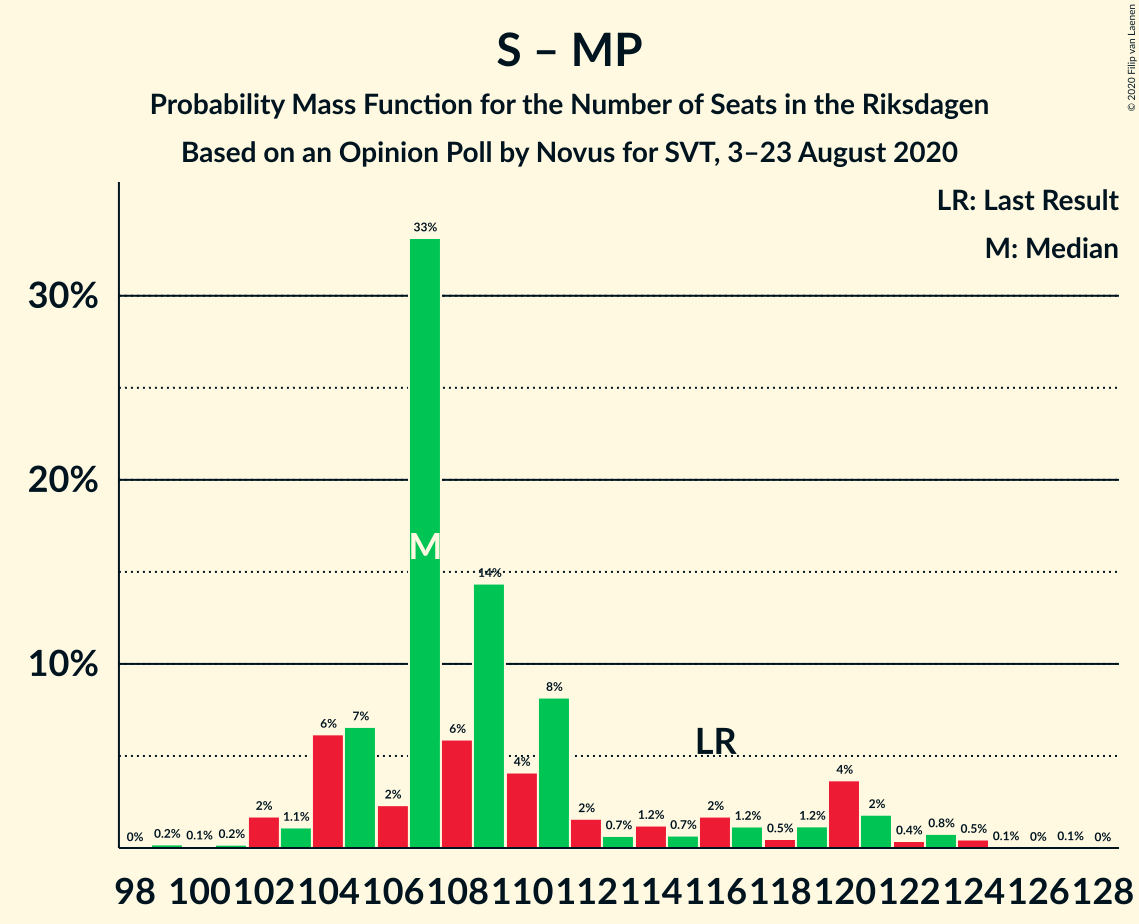 S – MP
Probability Mass Function for the Number of Seats in the Riksdagen
Based on an Opinion Poll by Novus for SVT, 3–23 August 2020
© 2020 Filip van Laenen
LR: Last Result
M: Median
30%
20%
10%
0% 0.2% 0.1% 0.2% 2% 1.1% 6% 7% 2% 33% 6% 14% 4% 8% 2% 0.7% 1.2% 0.7% 2% 1.2% 0.5% 1.2% 4% 2% 0.4% 0.8% 0.5% 0.1% 0% 0.1% 0%
M
LR
98 100 102 104 106 108 110 112 114 116 118 120 122 124 126 128